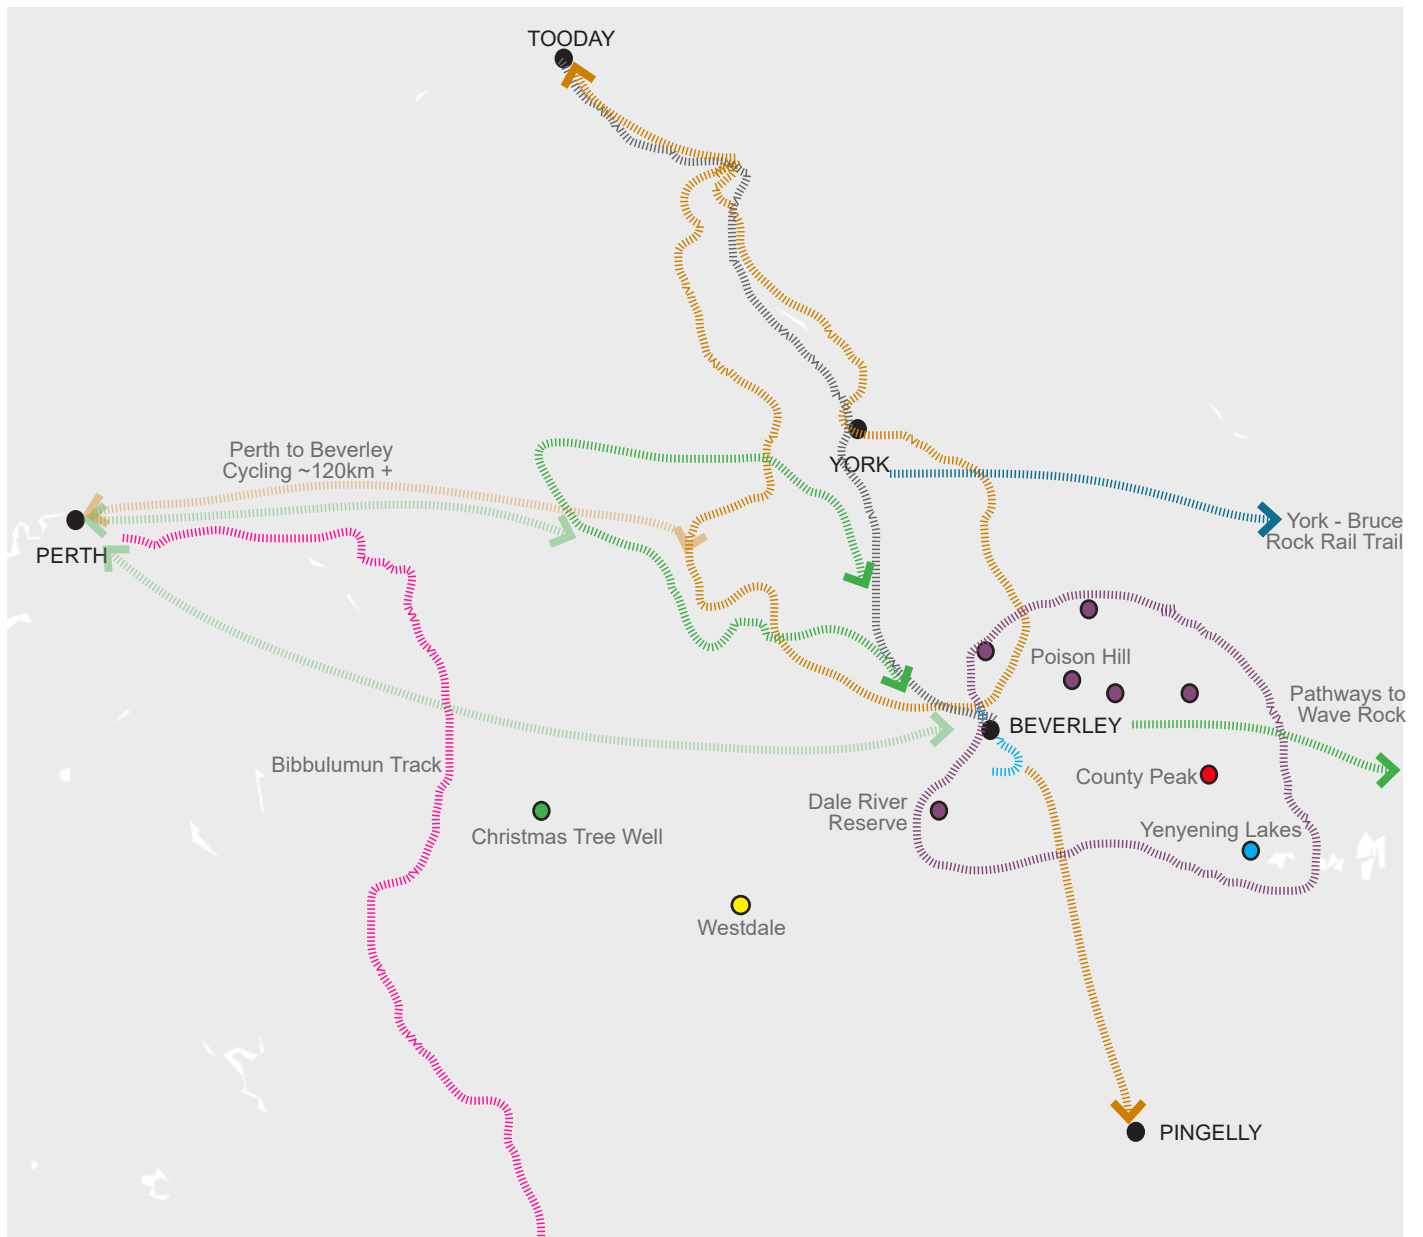 TOODAY
Perth to Beverley
Cycling ~120km +
YORK
York - Bruce
Rock Rail Trail
PERTH
Poison Hill
Pathways to
Wave Rock
BEVERLEY
Bibbulumun Track
County Peak
Dale River
Reserve
Christmas Tree Well
Yenyening Lakes
Westdale
PINGELLY